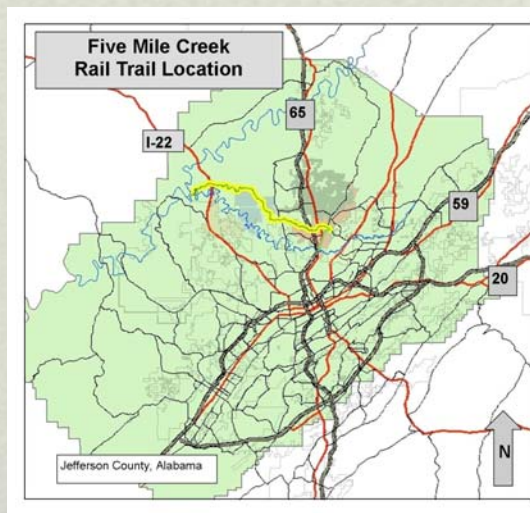 Five Mile Creek
Rail Trail Location
65
I-22
59
20
Jefferson County, Alabama
N